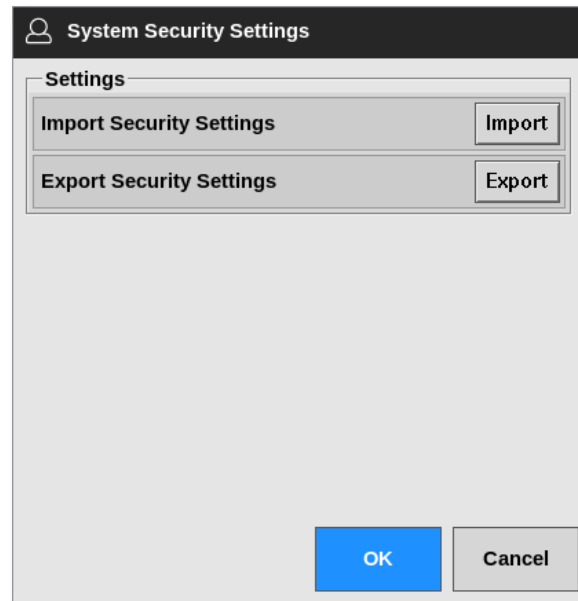 System Security Settings
Settings
Import Security Settings Import
Export Security Settings Export
OK Cancel